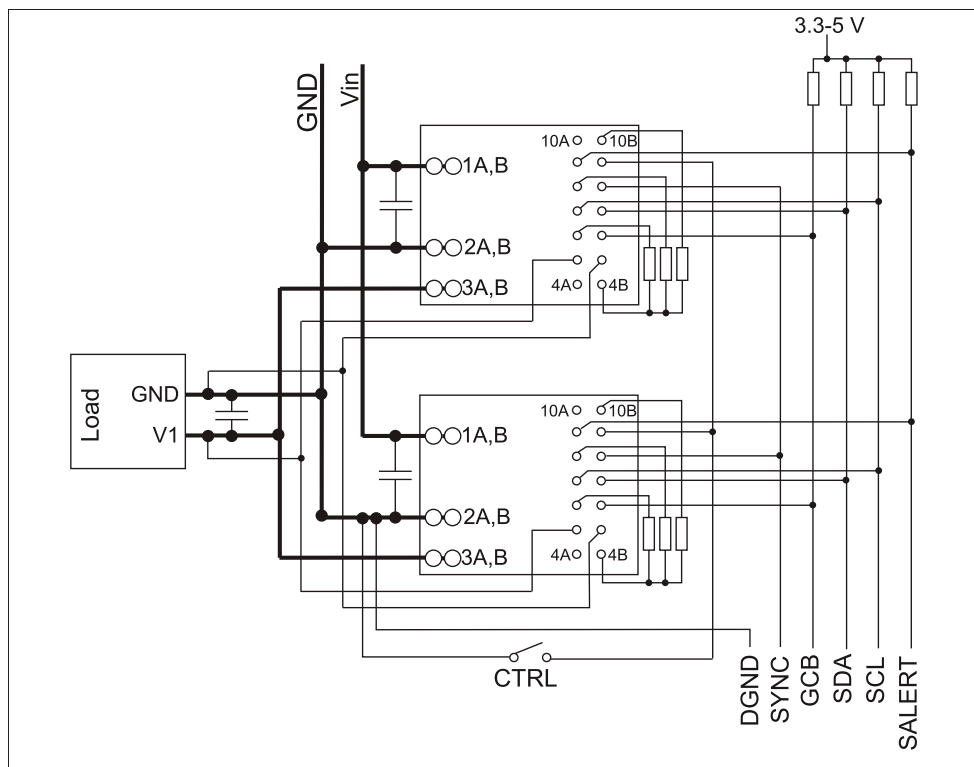 3.3-5 V
GND
Vin
10A
10B
1A,B
2A,B
3A,B
4A
4B
Load
GND
V1
10A
10B
1A,B
2A,B
3A,B
4A
4B
CTRL
DGND
SYNC
GCB
SDA
SCL
SALERT